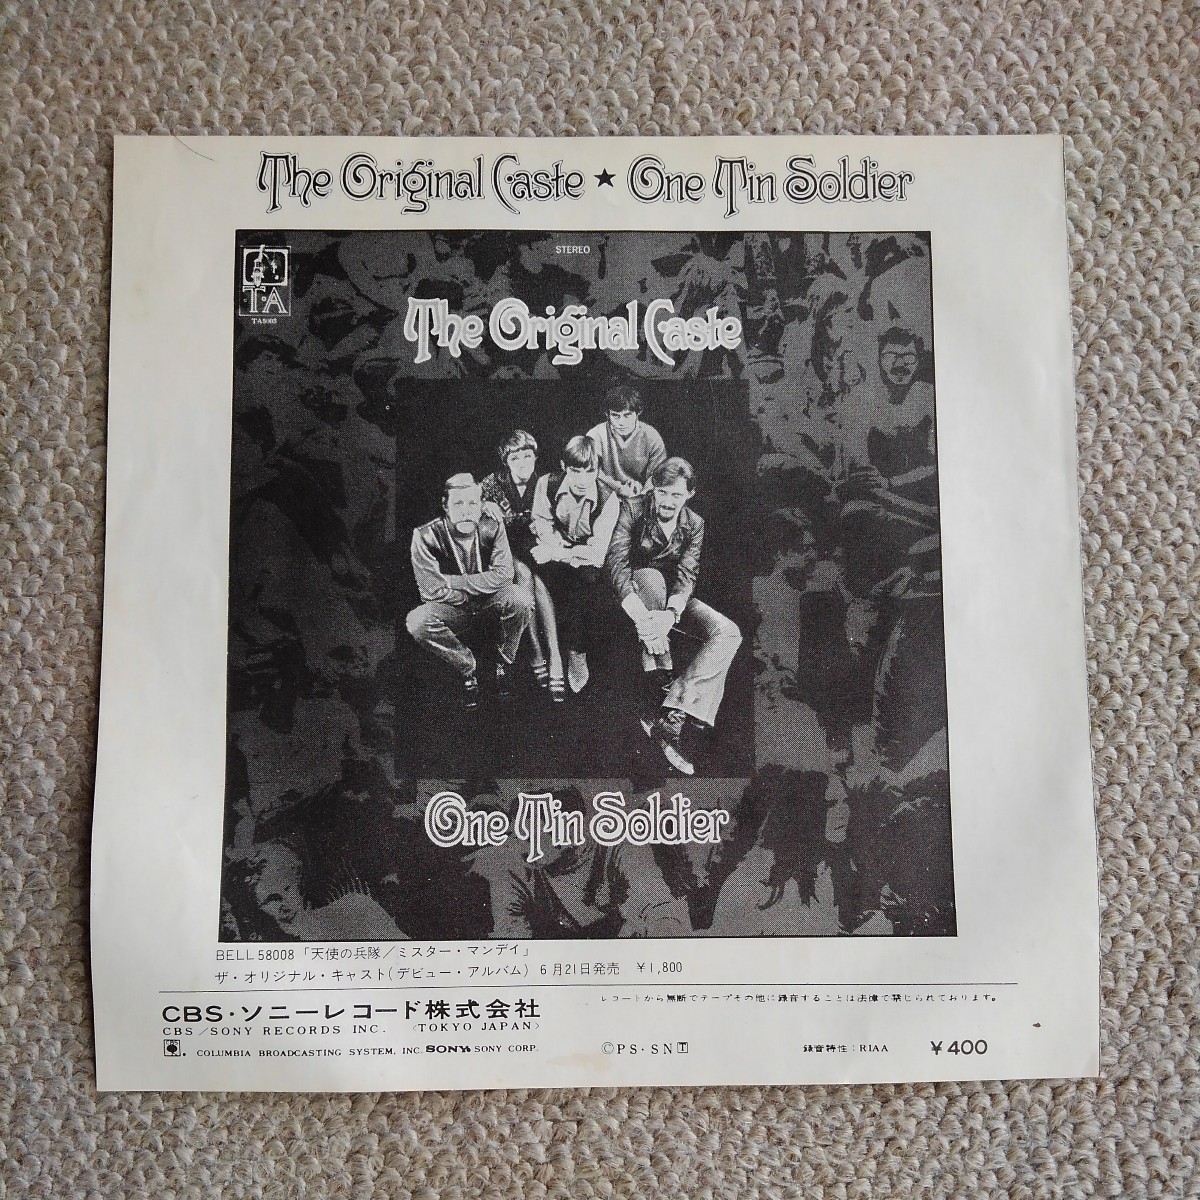 The Original Caste ★ One Tin Soldier
STEREO
T·A
TA5003
The Original Caste
One Tin Soldier
BELL 58008 「天使の兵隊／ミスター・マンデイ」
ザ・オリジナル・キャスト(デビュー・アルバム) 6月21日発売 ￥1,800
レコードから無断でテープその他に録音することは法律で禁じられております。
CBS・ソニーレコード株式会社
CBS/SONY RECORDS INC. 〈TOKYO JAPAN〉
COLUMBIA BROADCASTING SYSTEM, INC. SONY SONY CORP.
ⒸPS・SN🅃
録音特性：RIAA
￥400